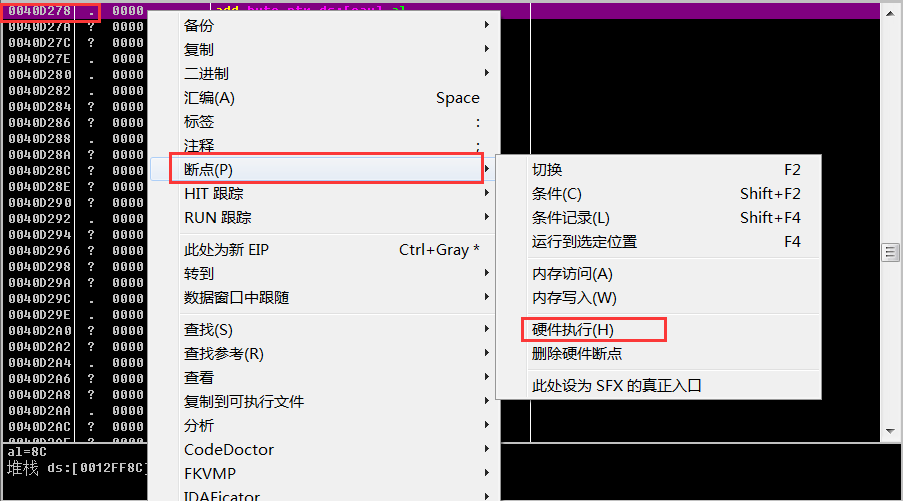 0040D278 . 0000 add byte ptr ds:[eax],al
0040D27A ? 0000
0040D27C ? 0000
0040D27E . 0000
0040D280 . 0000
0040D282 . 0000
0040D284 ? 0000
0040D286 ? 0000
0040D288 . 0000
0040D28A ? 0000
0040D28C ? 0000
0040D28E ? 0000
0040D290 ? 0000
0040D292 . 0000
0040D294 ? 0000
0040D296 ? 0000
0040D298 ? 0000
0040D29A ? 0000
0040D29C . 0000
0040D29E . 0000
0040D2A0 ? 0000
0040D2A2 ? 0000
0040D2A4 . 0000
0040D2A6 ? 0000
0040D2A8 ? 0000
0040D2AA . 0000
0040D2AC ? 0000
0040D2AE ? 0000
备份
复制
二进制
汇编(A) Space
标签 :
注释 ;
断点(P)
HIT 跟踪
RUN 跟踪
此处为新 EIP Ctrl+Gray *
转到
数据窗口中跟随
查找(S)
查找参考(R)
查看
复制到可执行文件
分析
CodeDoctor
FKVMP
IDAFicator
切换 F2
条件(C) Shift+F2
条件记录(L) Shift+F4
运行到选定位置 F4
内存访问(A)
内存写入(W)
硬件执行(H)
删除硬件断点
此处设为 SFX 的真正入口
al=8C
堆栈 ds:[0012FF8C]